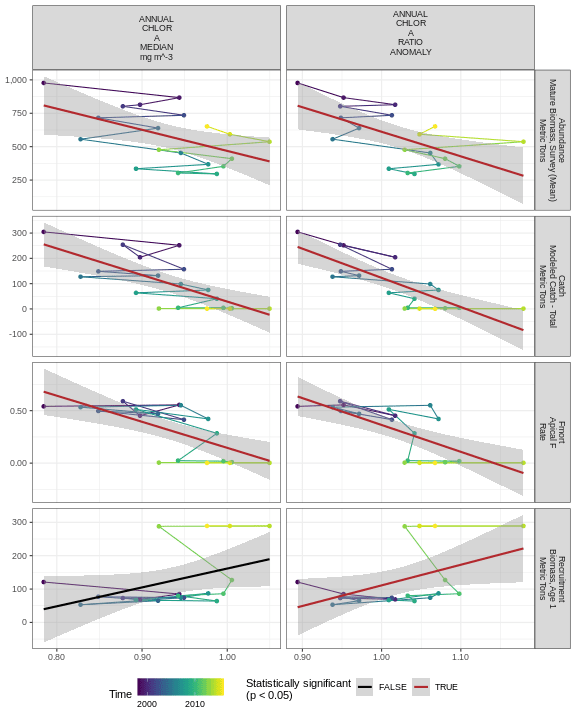 ANNUAL
CHLOR
A
MEDIAN
mg m^-3
ANNUAL
CHLOR
A
RATIO
ANOMALY
1,000
750
500
250
Abundance
Mature Biomass, Survey (Mean)
Metric Tons
300
200
100
0
-100
Catch
Modeled Catch - Total
Metric Tons
0.50
0.00
Fmort
Apical F
Rate
300
200
100
0
Recruitment
Biomass, Age 1
Metric Tons
0.80
0.90
1.00
0.90
1.00
1.10
Time
2000
2010
Statistically significant
(p < 0.05)
FALSE
TRUE